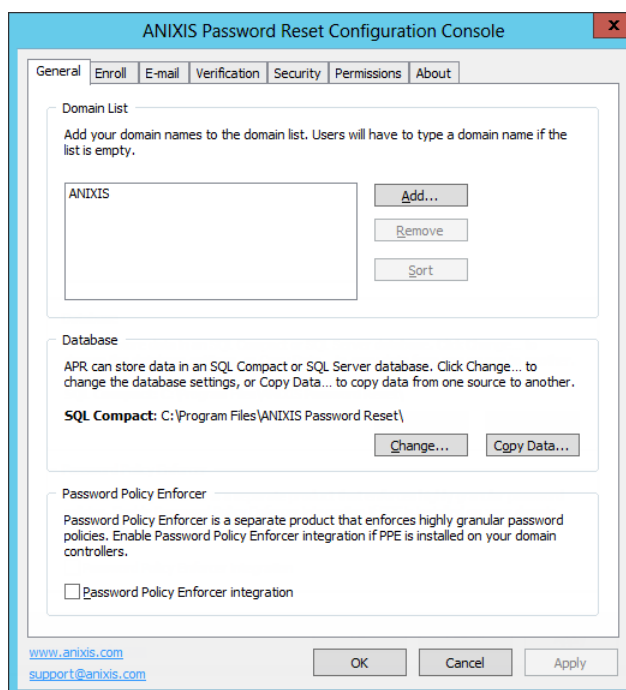 ANIXIS Password Reset Configuration Console
x
General Enroll E-mail Verification Security Permissions About
Domain List
Add your domain names to the domain list. Users will have to type a domain name if the
list is empty.
ANIXIS
Add...
Remove
Sort
Database
APR can store data in an SQL Compact or SQL Server database. Click Change... to
change the database settings, or Copy Data... to copy data from one source to another.
SQL Compact: C:\Program Files\ANIXIS Password Reset\
Change... Copy Data...
Password Policy Enforcer
Password Policy Enforcer is a separate product that enforces highly granular password
policies. Enable Password Policy Enforcer integration if PPE is installed on your domain
controllers.
Password Policy Enforcer integration
www.anixis.com
support@anixis.com
OK Cancel Apply